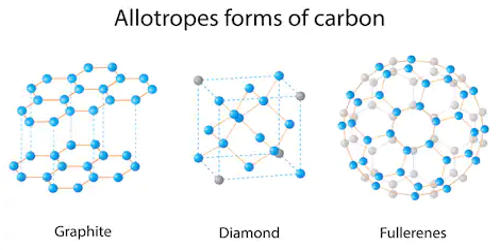 Allotropes forms of carbon
Graphite
Diamond
Fullerenes